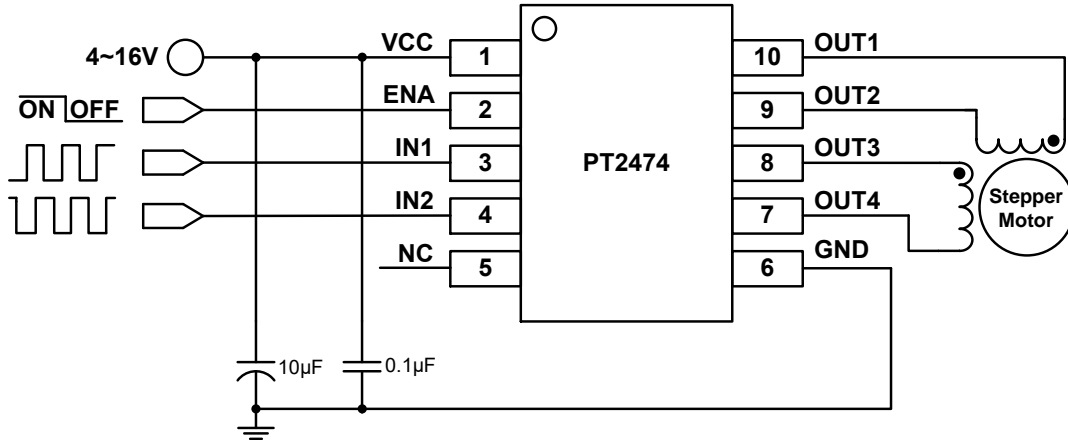 4~16V
VCC
1
10
OUT1
ON OFF
ENA
2
9
OUT2
IN1
3
PT2474
8
OUT3
IN2
4
7
OUT4
Stepper
Motor
NC
5
6
GND
10µF
0.1µF